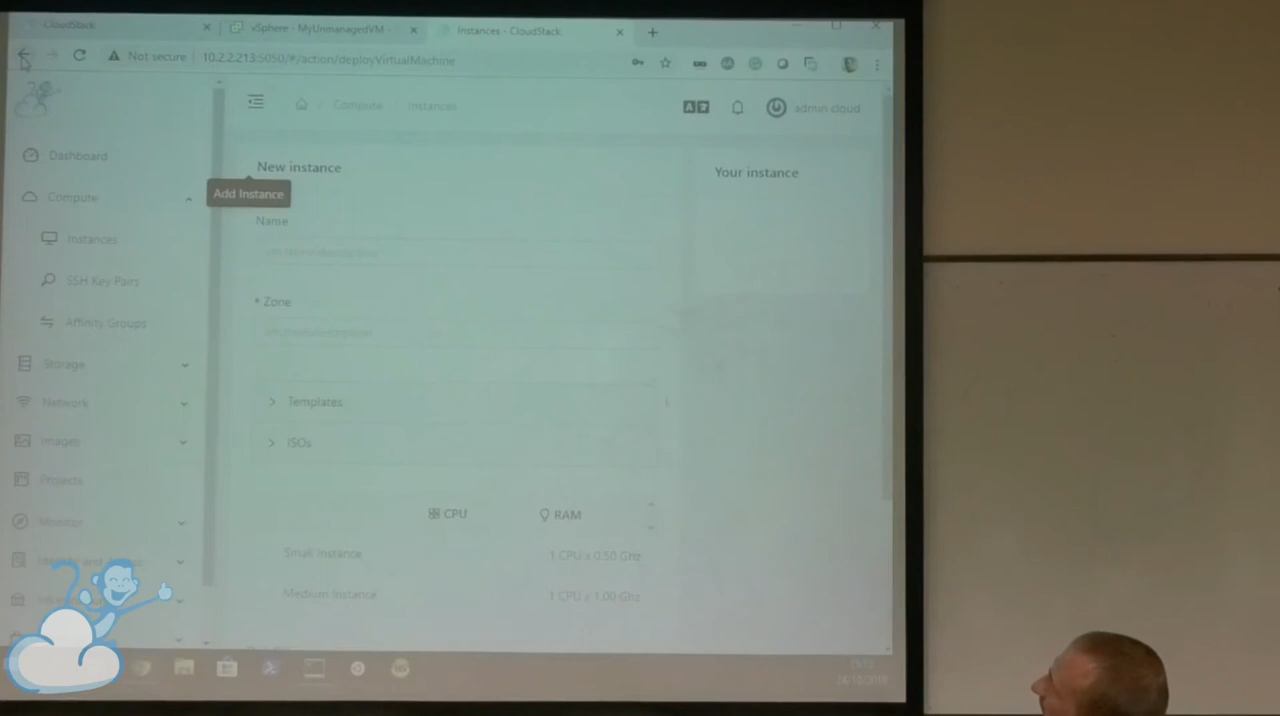 CloudStack
vSphere - MyUnmanagedVM -
Instances - CloudStack
Not secure
10.2.2.213:5050/#/action/deployVirtualMachine
Compute
Instances
admin cloud
Dashboard
Compute
Instances
SSH Key Pairs
Affinity Groups
Storage
Network
Images
Projects
Monitor
New instance
Your instance
Add Instance
Name
* Zone
Templates
ISOs
CPU
RAM
Small Instance
1 CPU x 0.50 Ghz
Medium Instance
1 CPU x 1.00 Ghz